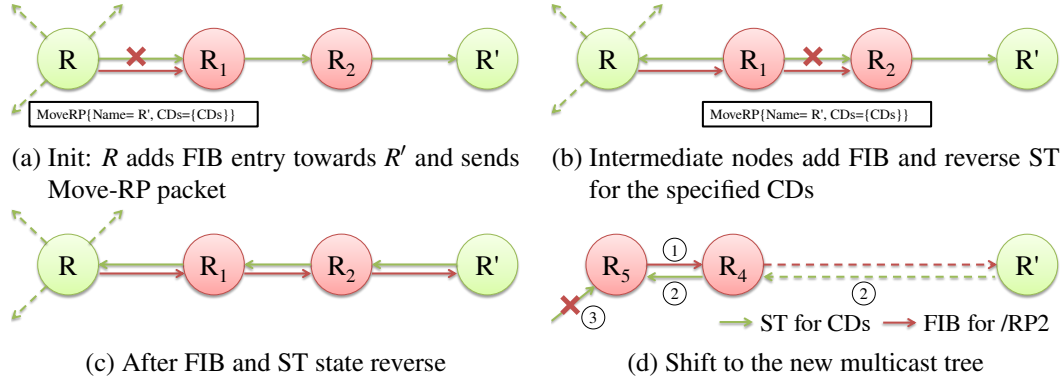 R R₁ R₂ R'
MoveRP{Name= R', CDs={CDs}}
(a) Init: R adds FIB entry towards R' and sends
Move-RP packet
R R₁ R₂ R'
MoveRP{Name= R', CDs={CDs}}
(b) Intermediate nodes add FIB and reverse ST
for the specified CDs
R R₁ R₂ R'
(c) After FIB and ST state reverse
R₅ ① R₄ R'
② ②
③
ST for CDs FIB for /RP2
(d) Shift to the new multicast tree